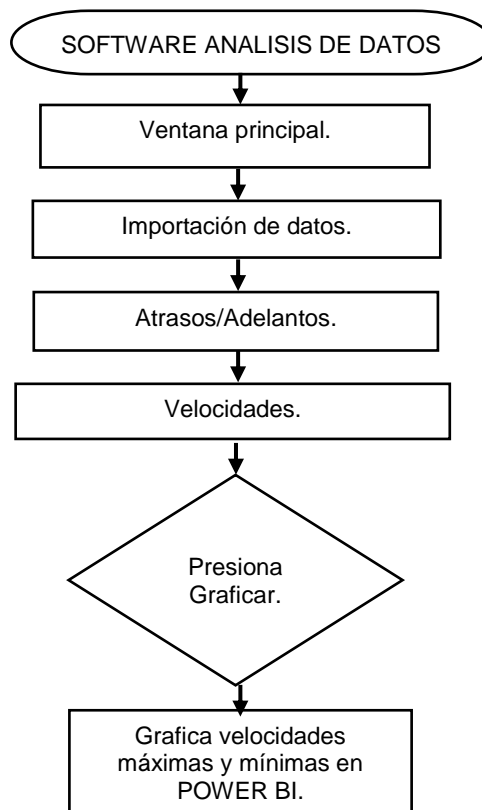 SOFTWARE ANALISIS DE DATOS
Ventana principal.
Importación de datos.
Atrasos/Adelantos.
Velocidades.
Presiona
Graficar.
Grafica velocidades
máximas y mínimas en
POWER BI.